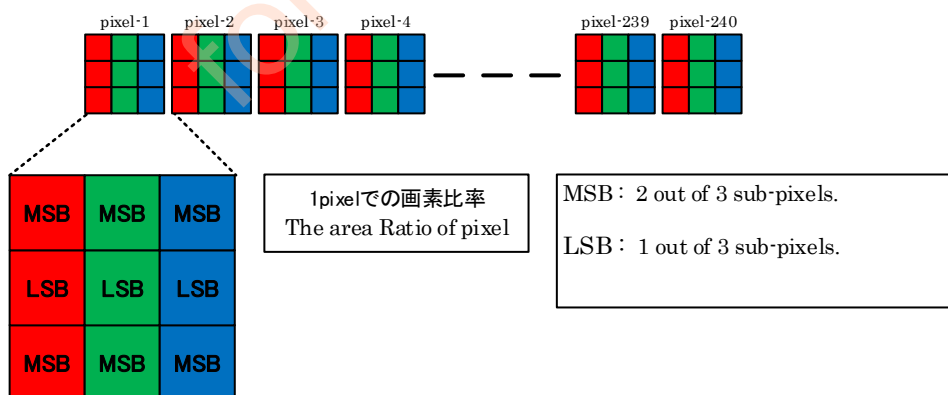 pixel-1 pixel-2 pixel-3 pixel-4 pixel-239 pixel-240
MSB MSB MSB
LSB LSB LSB
MSB MSB MSB
1pixelでの画素比率
The area Ratio of pixel
MSB： 2 out of 3 sub-pixels.
LSB： 1 out of 3 sub-pixels.